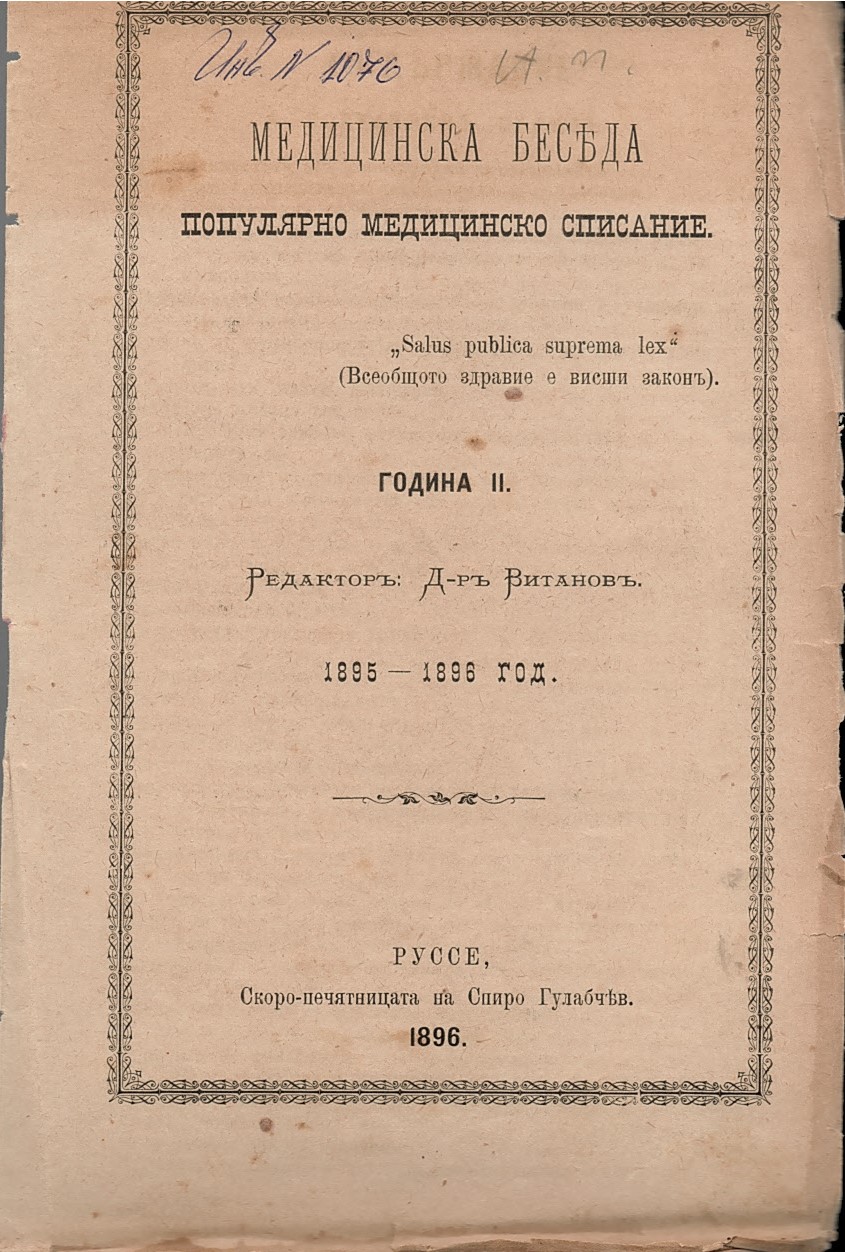 Инв. N 1070
МЕДИЦИНСКА БЕСѢДА
ПОПУЛЯРНО МЕДИЦИНСКО СПИСАНИЕ.
„Salus publica suprema lex“
(Всеобщото здравие е висши законъ).
ГОДИНА II.
Редакторъ: Д-ръ Витановъ.
1895 — 1896 год.
РУССЕ,
Скоро-печятницата на Спиро Гулабчѣв.
1896.